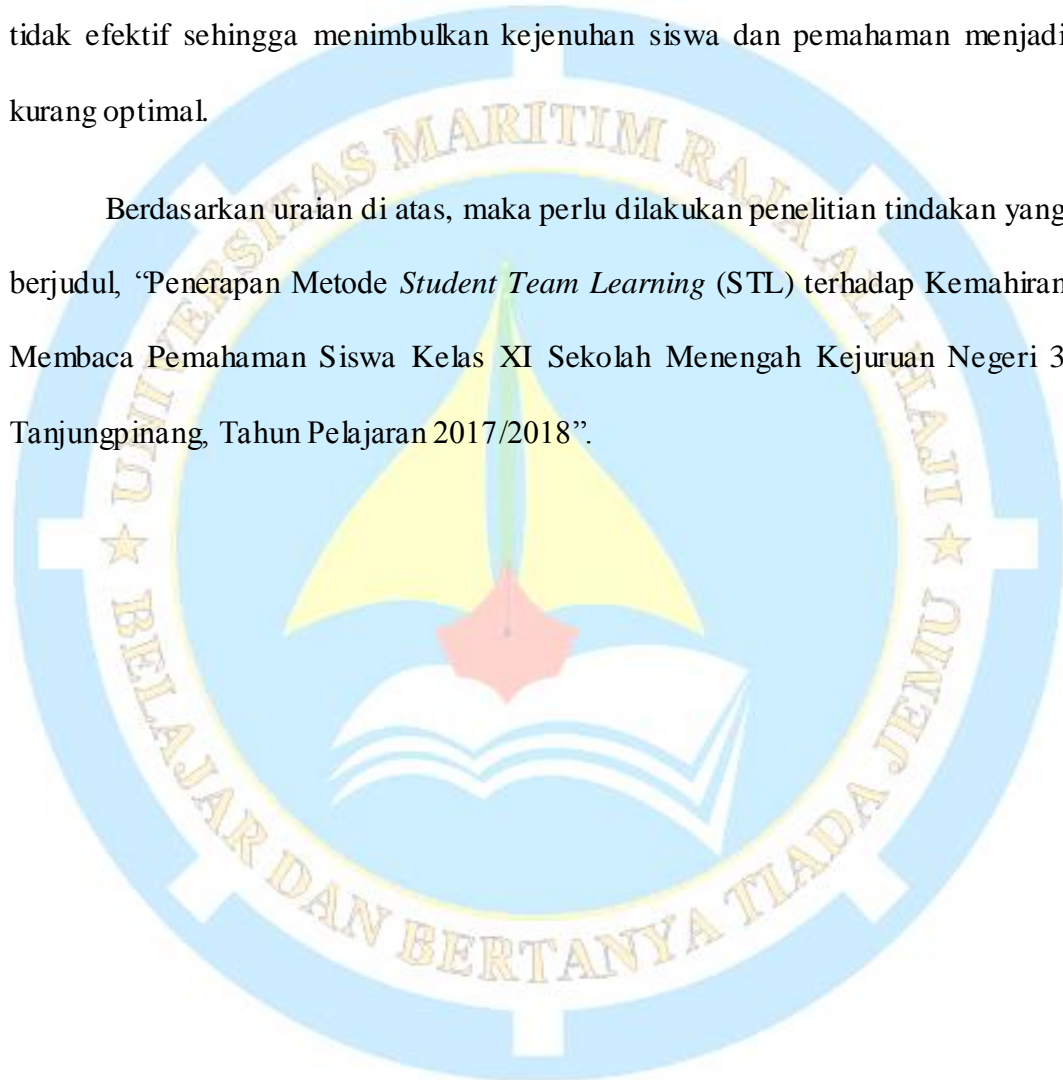 tidak efektif sehingga menimbulkan kejenuhan siswa dan pemahaman menjadi
kurang optimal.
Berdasarkan uraian di atas, maka perlu dilakukan penelitian tindakan yang
berjudul, “Penerapan Metode Student Team Learning (STL) terhadap Kemahiran
Membaca Pemahaman Siswa Kelas XI Sekolah Menengah Kejuruan Negeri 3
Tanjungpinang, Tahun Pelajaran 2017/2018”.
UNIVERSITAS MARITIM RAJA ALI HAJI
BELAJAR DAN BERTANYA TIADA JEMU